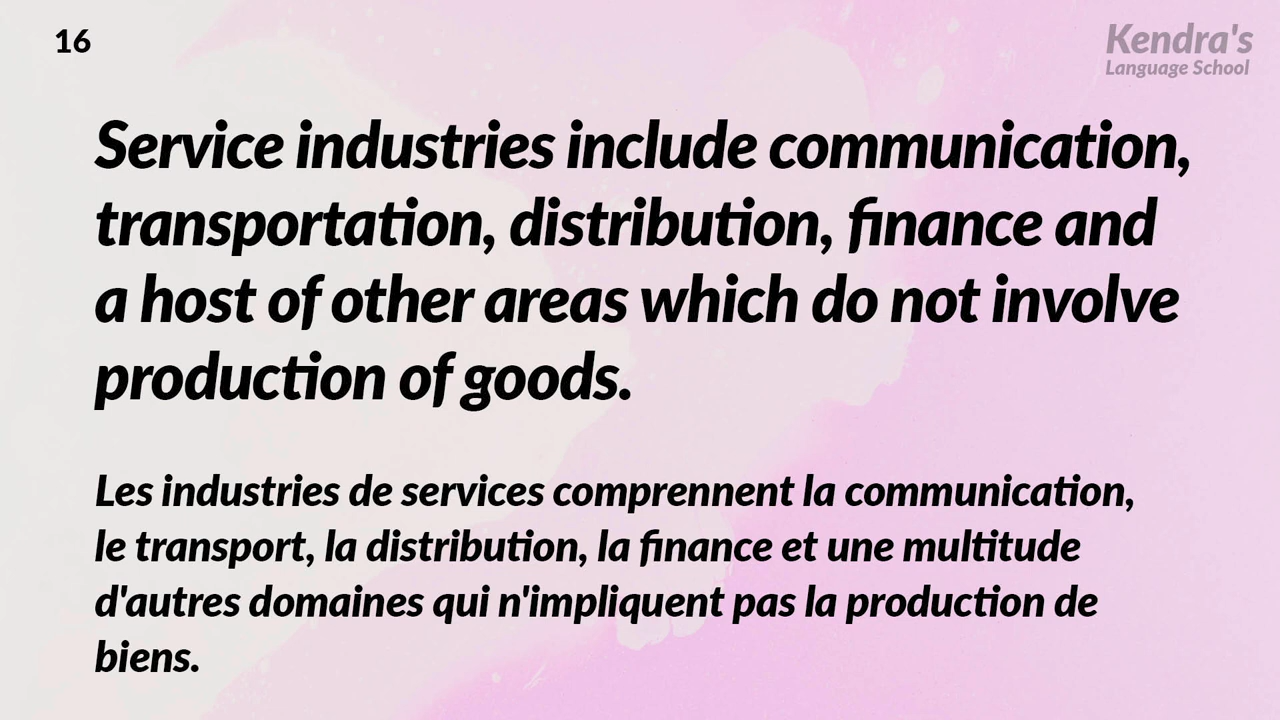 16
Kendra's
Language School
Service industries include communication,
transportation, distribution, finance and
a host of other areas which do not involve
production of goods.
Les industries de services comprennent la communication,
le transport, la distribution, la finance et une multitude
d'autres domaines qui n'impliquent pas la production de
biens.